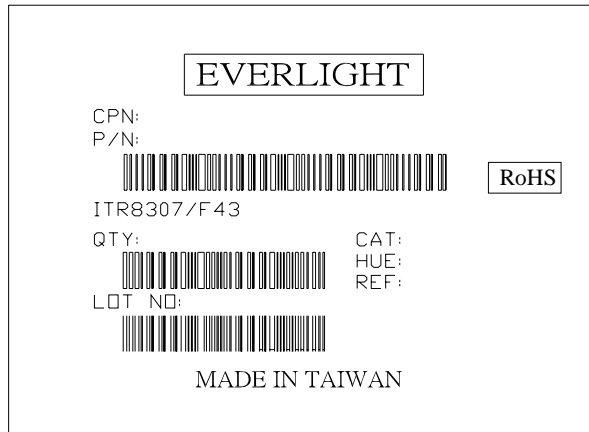 EVERLIGHT
CPN:
P/N:
RoHS
ITR8307/F43
QTY:
CAT:
HUE:
REF:
LOT NO:
MADE IN TAIWAN